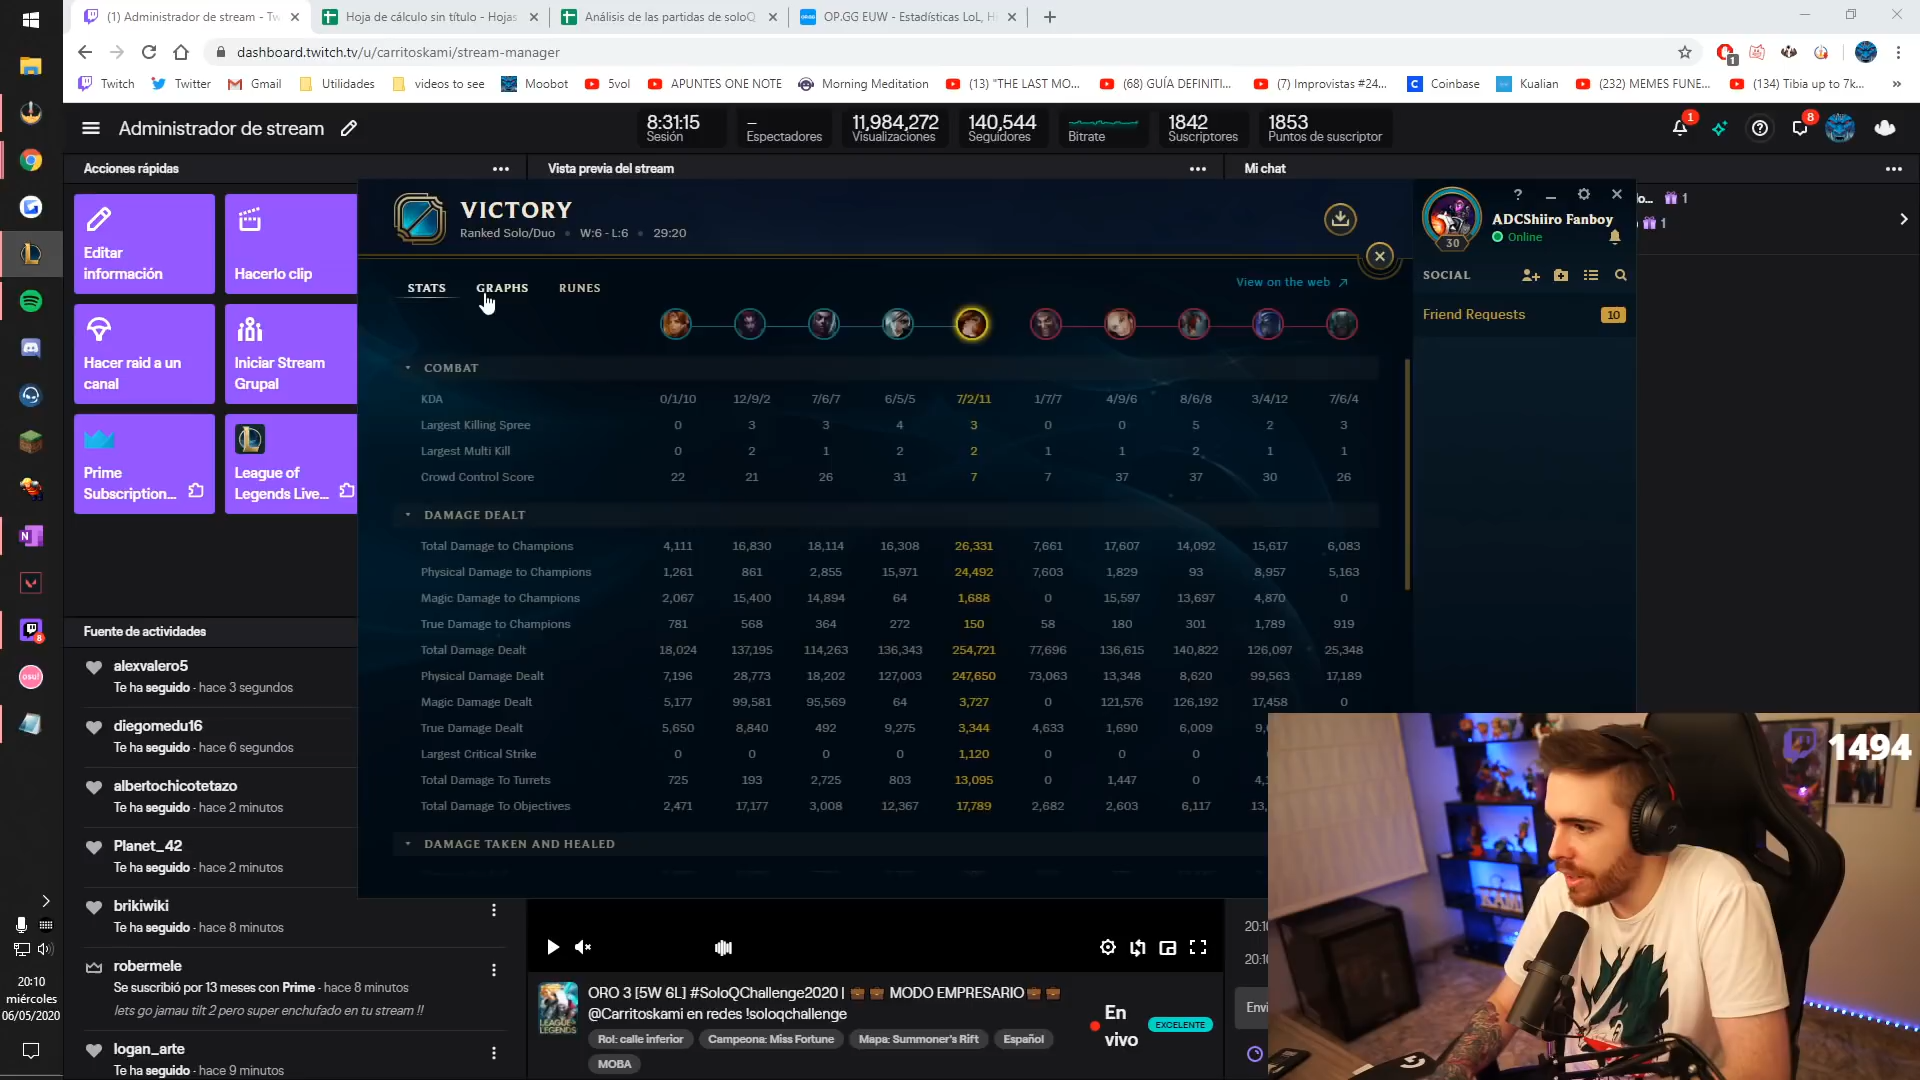 (1) Administrador de stream - Tw
Hoja de cálculo sin título - Hojas
Análisis de las partidas de soloQ
OP.GG EUW - Estadísticas LoL, H
dashboard.twitch.tv/u/carritoskami/stream-manager
Twitch
Twitter
Gmail
Utilidades
videos to see
Moobot
5vol
APUNTES ONE NOTE
Morning Meditation
(13) "THE LAST MO...
(68) GUÍA DEFINITI...
(7) Improvistas #24...
Coinbase
Kualian
(232) MEMES FUNE...
(134) Tibia up to 7k...
Administrador de stream
8:31:15
Sesión
–
Espectadores
11,984,272
Visualizaciones
140,544
Seguidores
Bitrate
1842
Suscriptores
1853
Puntos de suscriptor
1
8
Acciones rápidas
Vista previa del stream
Mi chat
Editar información
Hacerlo clip
Hacer raid a un canal
Iniciar Stream Grupal
Prime Subscription...
League of Legends Live...
VICTORY
Ranked Solo/Duo • W:6 - L:6 • 29:20
STATS
GRAPHS
RUNES
View on the web
COMBAT
KDA 0/1/10 12/9/2 7/6/7 6/5/5 7/2/11 1/7/7 4/9/6 8/6/8 3/4/12 7/6/4
Largest Killing Spree 0 3 3 4 3 0 0 5 2 3
Largest Multi Kill 0 2 1 2 2 1 1 2 1 1
Crowd Control Score 22 21 26 31 7 7 37 37 30 26
DAMAGE DEALT
Total Damage to Champions 4,111 16,830 18,114 16,308 26,331 7,661 17,607 14,092 15,617 6,083
Physical Damage to Champions 1,261 861 2,855 15,971 24,492 7,603 1,829 93 8,957 5,163
Magic Damage to Champions 2,067 15,400 14,894 64 1,688 0 15,597 13,697 4,870 0
True Damage to Champions 781 568 364 272 150 58 180 301 1,789 919
Total Damage Dealt 18,024 137,195 114,263 136,343 254,721 77,696 136,615 140,822 126,097 25,348
Physical Damage Dealt 7,196 28,773 18,202 127,003 247,650 73,063 13,348 8,620 99,563 17,189
Magic Damage Dealt 5,177 99,581 95,569 64 3,727 0 121,576 126,192 17,458 0
True Damage Dealt 5,650 8,840 492 9,275 3,344 4,633 1,690 6,009
Largest Critical Strike 0 0 0 0 1,120 0 0 0
Total Damage To Turrets 725 193 2,725 803 13,095 0 1,447 0
Total Damage To Objectives 2,471 17,177 3,008 12,367 17,789 2,682 2,603 6,117
DAMAGE TAKEN AND HEALED
30
ADCShiiro Fanboy
Online
SOCIAL
Friend Requests
10
1
1
Fuente de actividades
alexvalero5
Te ha seguido - hace 3 segundos
diegomedu16
Te ha seguido - hace 6 segundos
albertochicotetazo
Te ha seguido - hace 2 minutos
Planet_42
Te ha seguido - hace 2 minutos
brikiwiki
Te ha seguido - hace 8 minutos
robermele
Se suscribió por 13 meses con Prime - hace 8 minutos
lets go jamau tilt 2 pero super enchufado en tu stream !!
logan_arte
Te ha seguido - hace 9 minutos
ORO 3 [5W 6L] #SoloQChallenge2020 | MODO EMPRESARIO
@Carritoskami en redes !soloqchallenge
Rol: calle inferior
Campeona: Miss Fortune
Mapa: Summoner's Rift
Español
MOBA
En vivo
EXCELENTE
20:10
miércoles
06/05/2020
1494